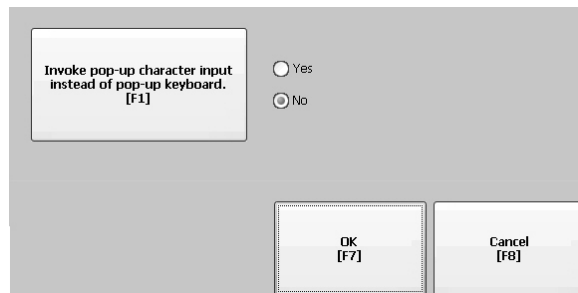 Invoke pop-up character input
instead of pop-up keyboard.
[F1]
Yes
No
OK
[F7]
Cancel
[F8]